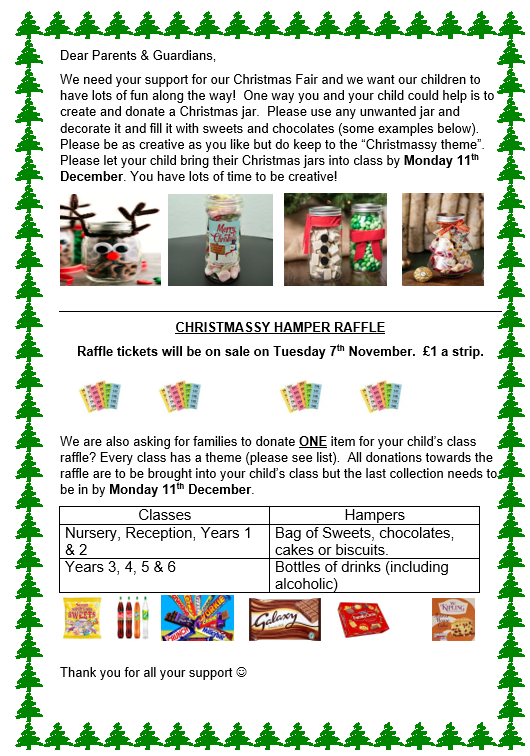 Dear Parents & Guardians,
We need your support for our Christmas Fair and we want our children to
have lots of fun along the way!  One way you and your child could help is to
create and donate a Christmas jar.  Please use any unwanted jar and
decorate it and fill it with sweets and chocolates (some examples below).
Please be as creative as you like but do keep to the “Christmassy theme”.
Please let your child bring their Christmas jars into class by Monday 11th
December. You have lots of time to be creative!
Merry
Christmas
CHRISTMASSY HAMPER RAFFLE
Raffle tickets will be on sale on Tuesday 7th November.  £1 a strip.
We are also asking for families to donate ONE item for your child’s class
raffle? Every class has a theme (please see list).  All donations towards the
raffle are to be brought into your child’s class but the last collection needs to
be in by Monday 11th December.
Classes Hampers
Nursery, Reception, Years 1 & 2 Bag of Sweets, chocolates, cakes or biscuits.
Years 3, 4, 5 & 6 Bottles of drinks (including alcoholic)
Galaxy
KIPLING
Thank you for all your support ☺